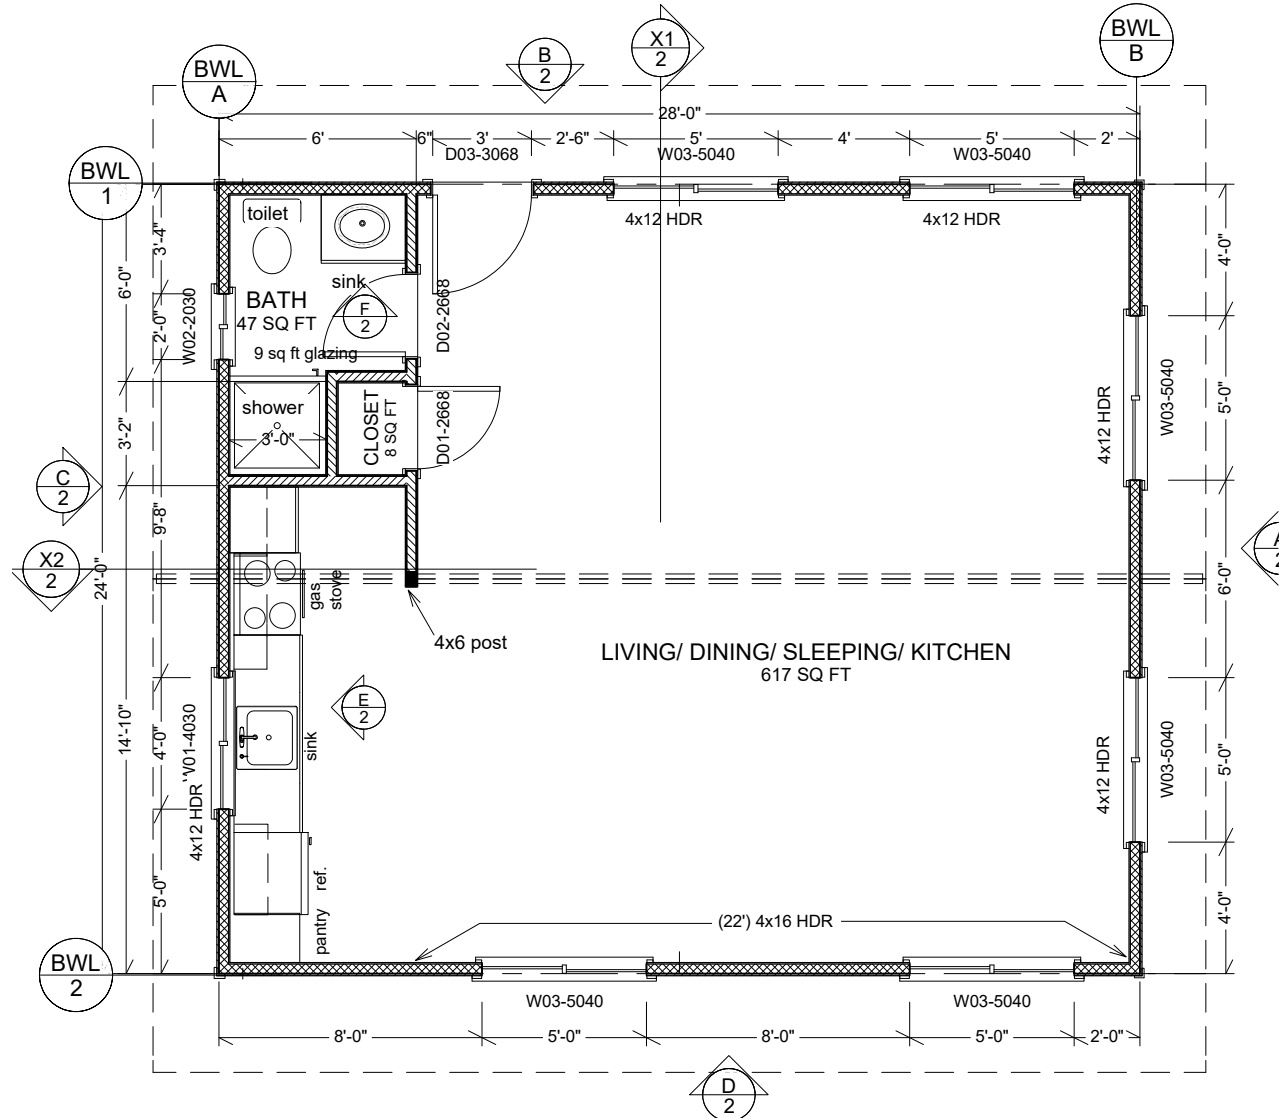 BWL
A
B
2
X1
2
BWL
B
28'-0"
6'
6"
3'
2'-6"
5'
4'
5'
2'
D03-3068
W03-5040
W03-5040
BWL
1
toilet
4x12 HDR
4x12 HDR
3'-4"
6'-0"
4'-0"
sink
BATH
47 SQ FT
F
2
2'-0"
W02-2030
D02-2668
9 sq ft glazing
5'-0"
W03-5040
4x12 HDR
shower
3'-0"
CLOSET
8 SQ FT
D01-2668
3'-2"
C
2
9'-8"
X2
2
24'-0"
gas
stove
6'-0"
2
4x6 post
LIVING/ DINING/ SLEEPING/ KITCHEN
617 SQ FT
E
2
14'-10"
4'-0"
W01-4030
4x12 HDR
sink
4x12 HDR
W03-5040
5'-0"
5'-0"
ref.
pantry
(22') 4x16 HDR
4'-0"
BWL
2
W03-5040
W03-5040
8'-0"
5'-0"
8'-0"
5'-0"
2'-0"
D
2